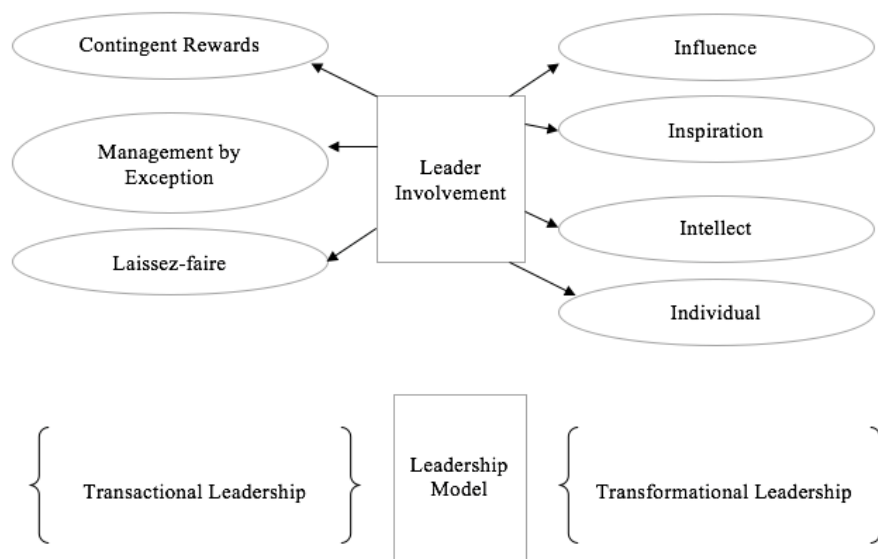 Contingent Rewards
Management by
Exception
Laissez-faire
Leader
Involvement
Influence
Inspiration
Intellect
Individual
Transactional Leadership
Leadership
Model
Transformational Leadership